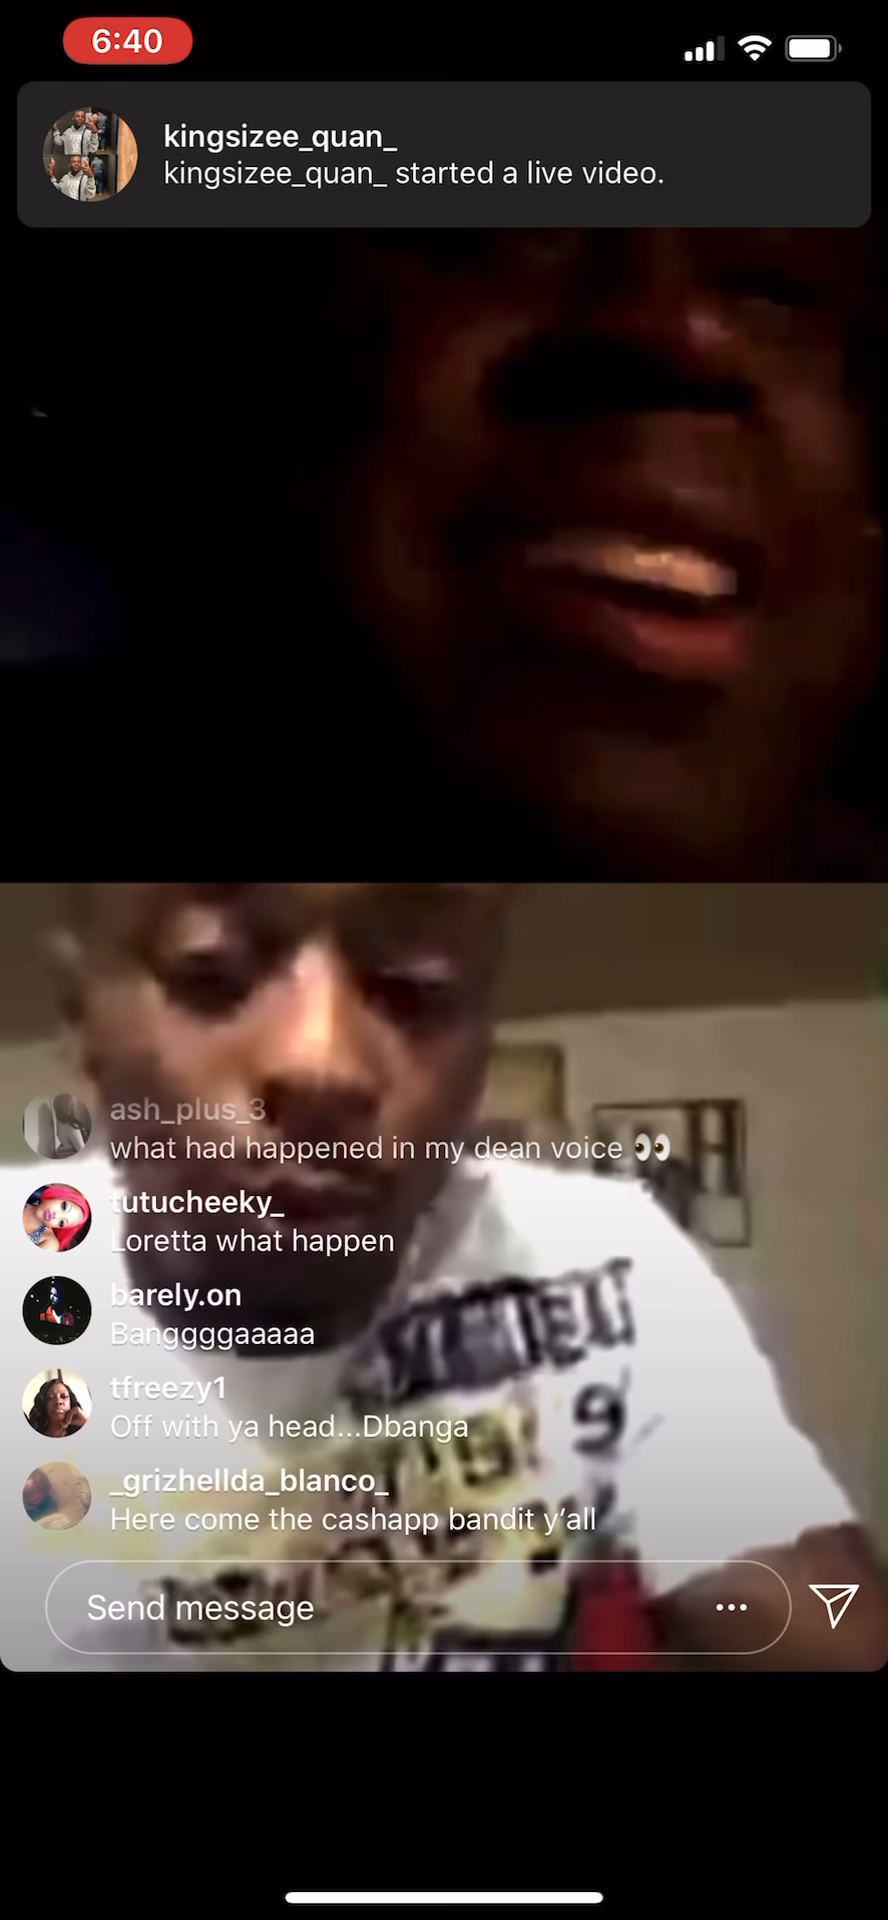 6:40
kingsizee_quan_
kingsizee_quan_ started a live video.
ash_plus_3
what had happened in my dean voice 👀
tutucheeky_
Loretta what happen
barely.on
Banggggaaaaa
tfreezy1
Off with ya head...Dbanga
_grizhellda_blanco_
Here come the cashapp bandit y’all
Send message